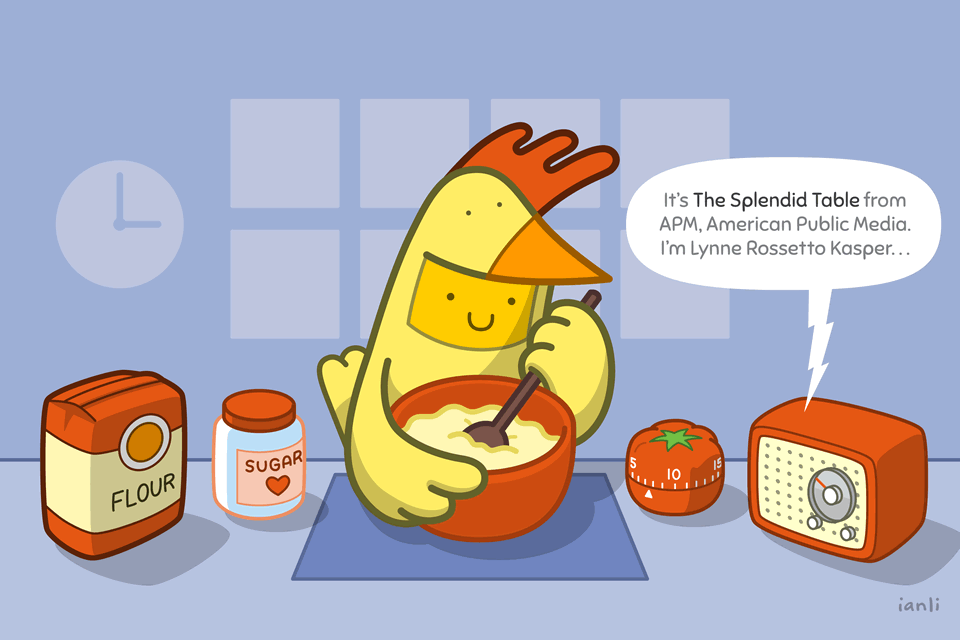 It's The Splendid Table from
APM, American Public Media.
I'm Lynne Rossetto Kasper...
FLOUR
SUGAR
5 10 15
ianli